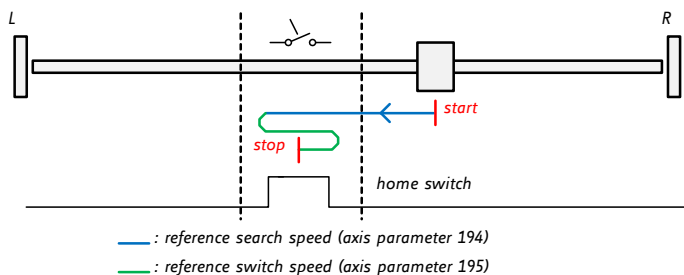 L
R
start
stop
home switch
: reference search speed (axis parameter 194)
: reference switch speed (axis parameter 195)